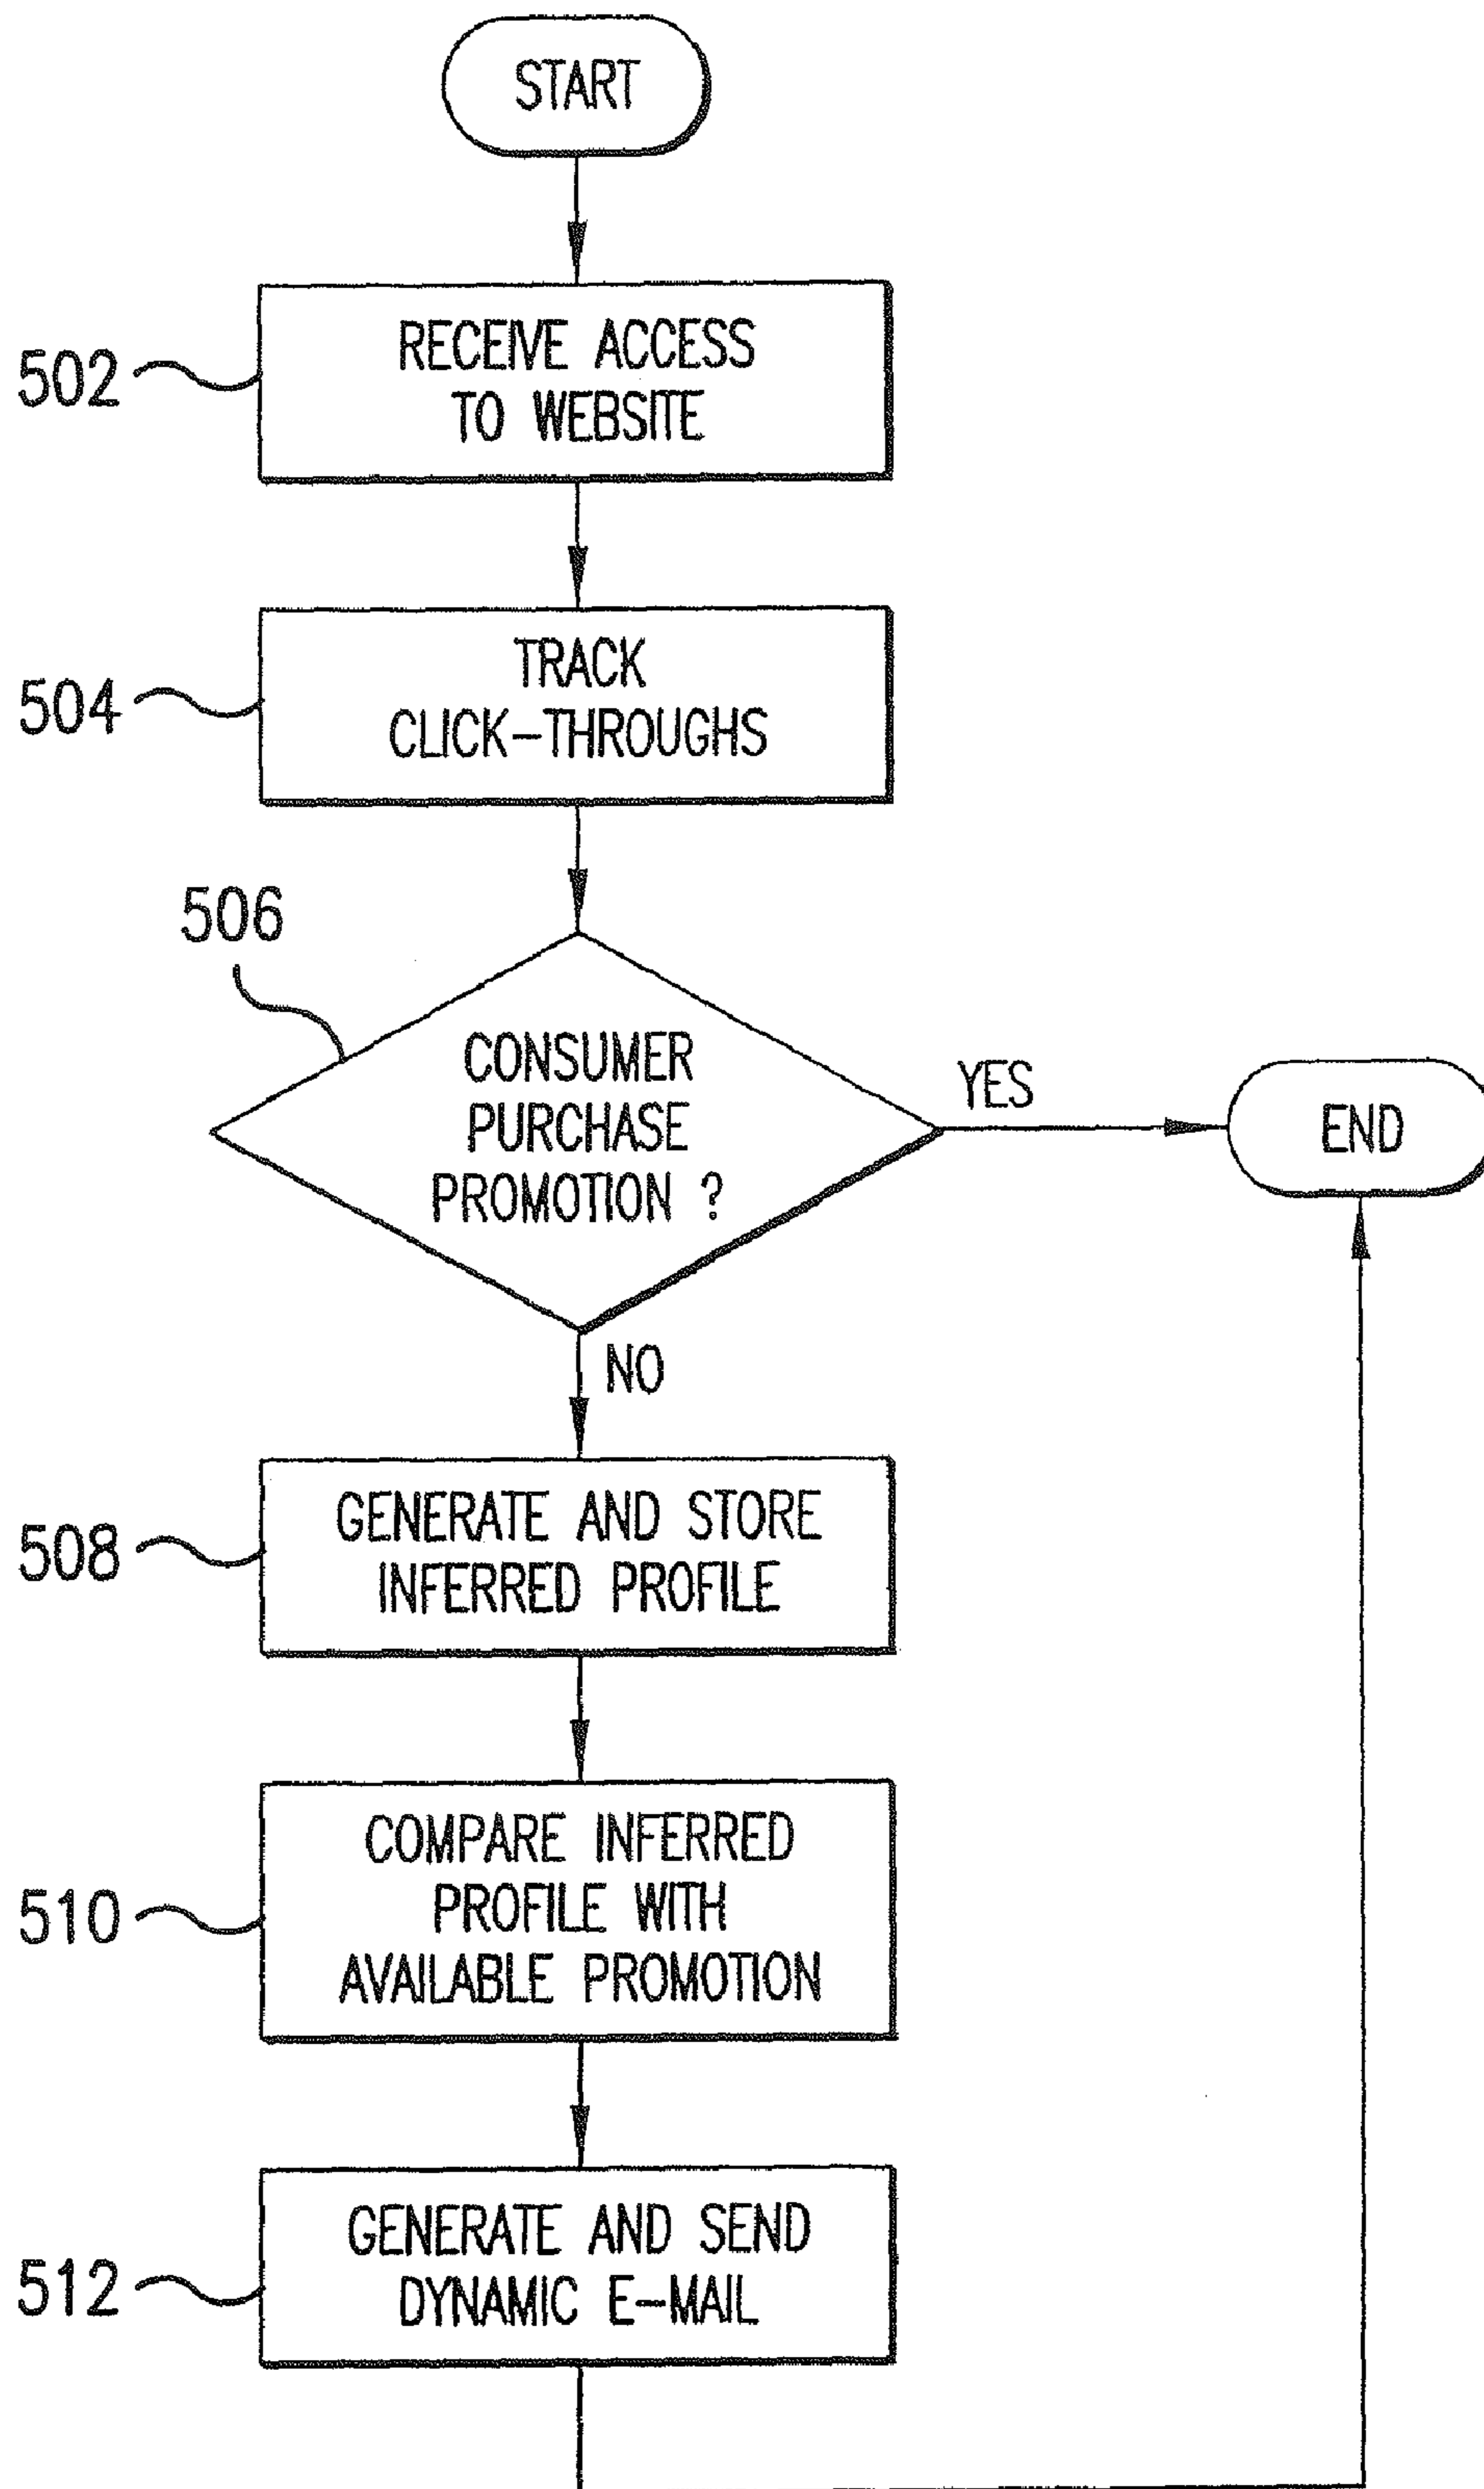 START
502
RECEIVE ACCESS
TO WEBSITE
504
TRACK
CLICK-THROUGHS
506
CONSUMER
PURCHASE
PROMOTION ?
YES
END
NO
508
GENERATE AND STORE
INFERRED PROFILE
510
COMPARE INFERRED
PROFILE WITH
AVAILABLE PROMOTION
512
GENERATE AND SEND
DYNAMIC E-MAIL